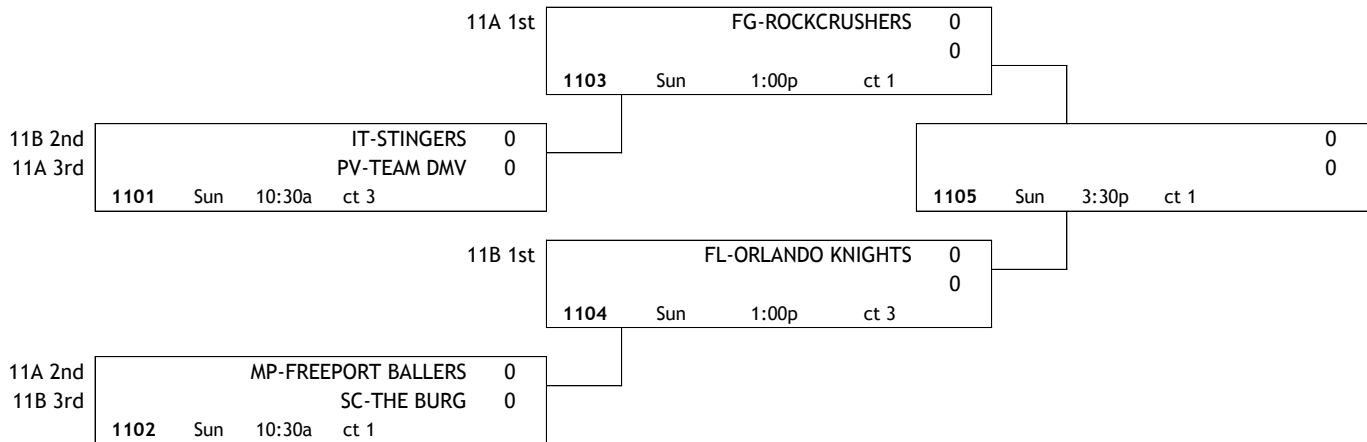 11A 1st FG-ROCKCRUSHERS 0
0
1103 Sun 1:00p ct 1
11B 2nd IT-STINGERS 0
11A 3rd PV-TEAM DMV 0
1101 Sun 10:30a ct 3
0
0
1105 Sun 3:30p ct 1
11B 1st FL-ORLANDO KNIGHTS 0
0
1104 Sun 1:00p ct 3
11A 2nd MP-FREEPORT BALLERS 0
11B 3rd SC-THE BURG 0
1102 Sun 10:30a ct 1